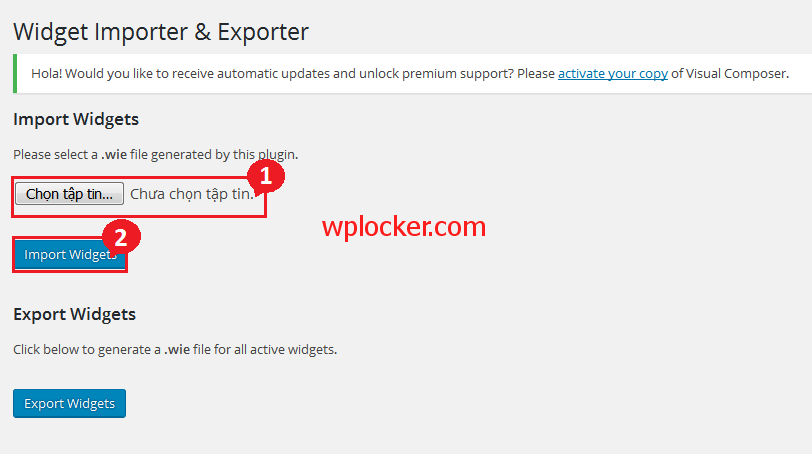 Widget Importer & Exporter
Hola! Would you like to receive automatic updates and unlock premium support? Please activate your copy of Visual Composer.
Import Widgets
Please select a .wie file generated by this plugin.
1
Chọn tập tin... Chưa chọn tập tin.
wplocker.com
2
Import Widgets
Export Widgets
Click below to generate a .wie file for all active widgets.
Export Widgets